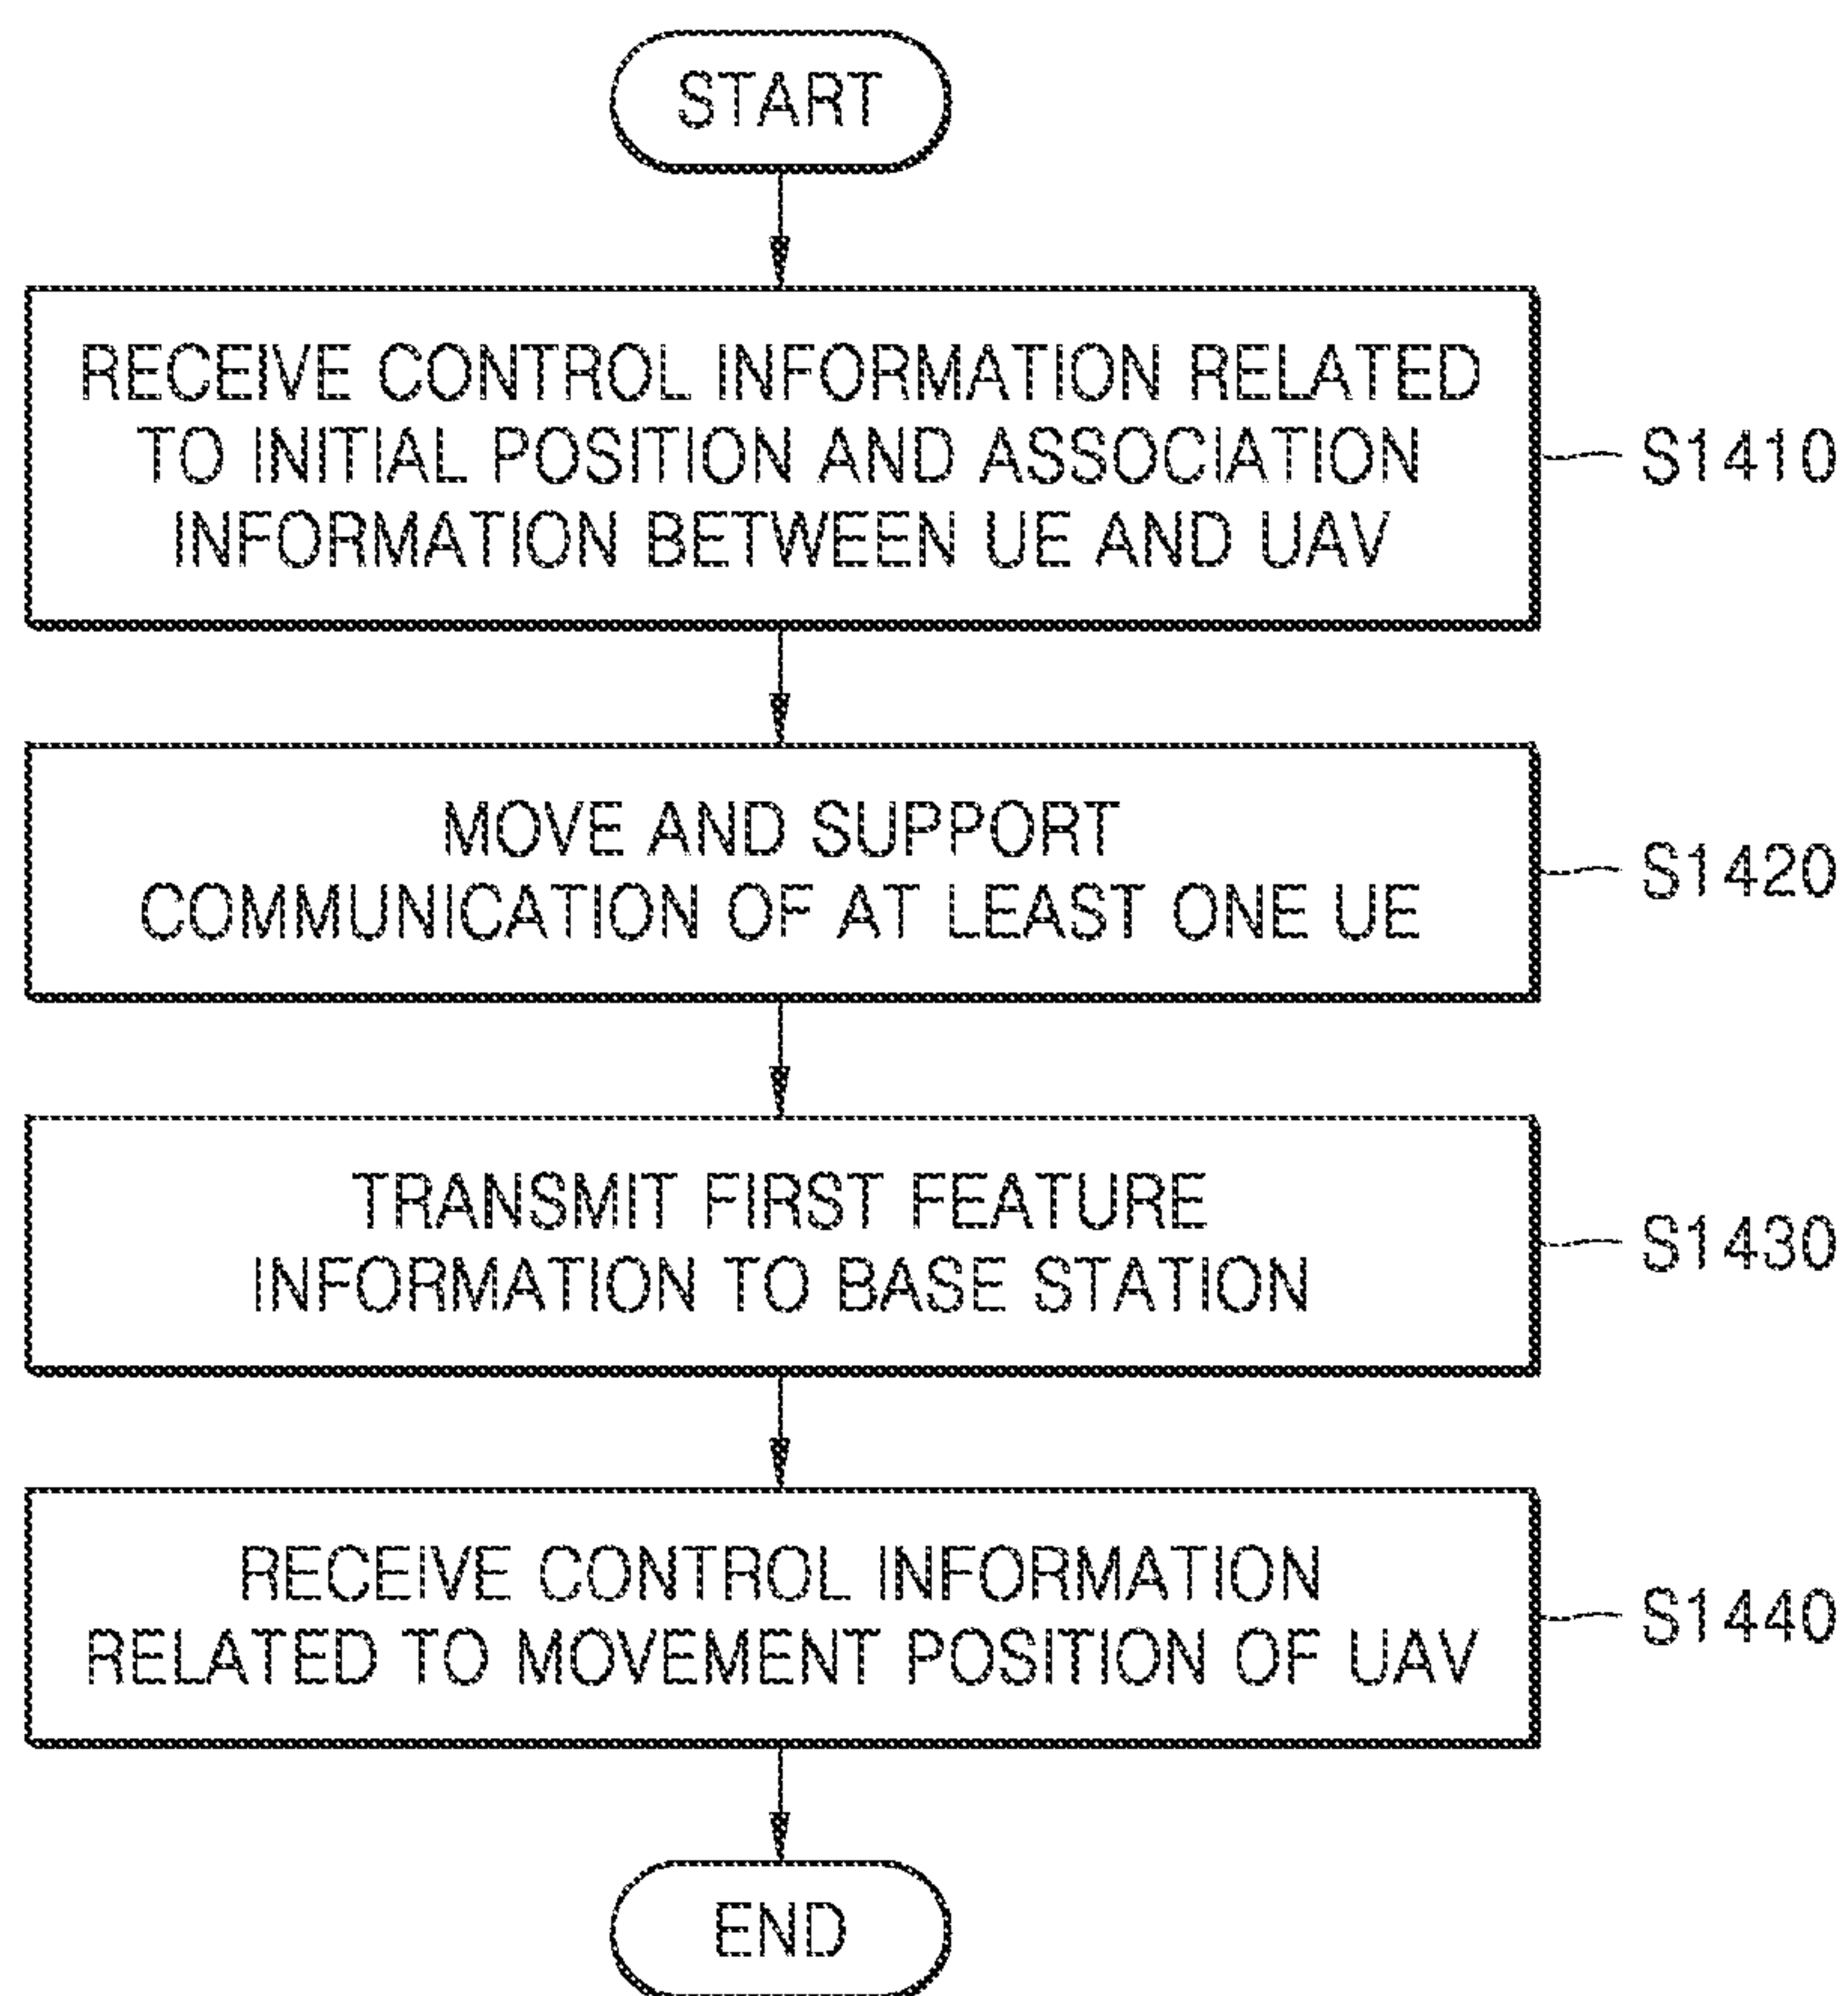 START
RECEIVE CONTROL INFORMATION RELATED
TO INITIAL POSITION AND ASSOCIATION
INFORMATION BETWEEN UE AND UAV
S1410
MOVE AND SUPPORT
COMMUNICATION OF AT LEAST ONE UE
S1420
TRANSMIT FIRST FEATURE
INFORMATION TO BASE STATION
S1430
RECEIVE CONTROL INFORMATION
RELATED TO MOVEMENT POSITION OF UAV
S1440
END